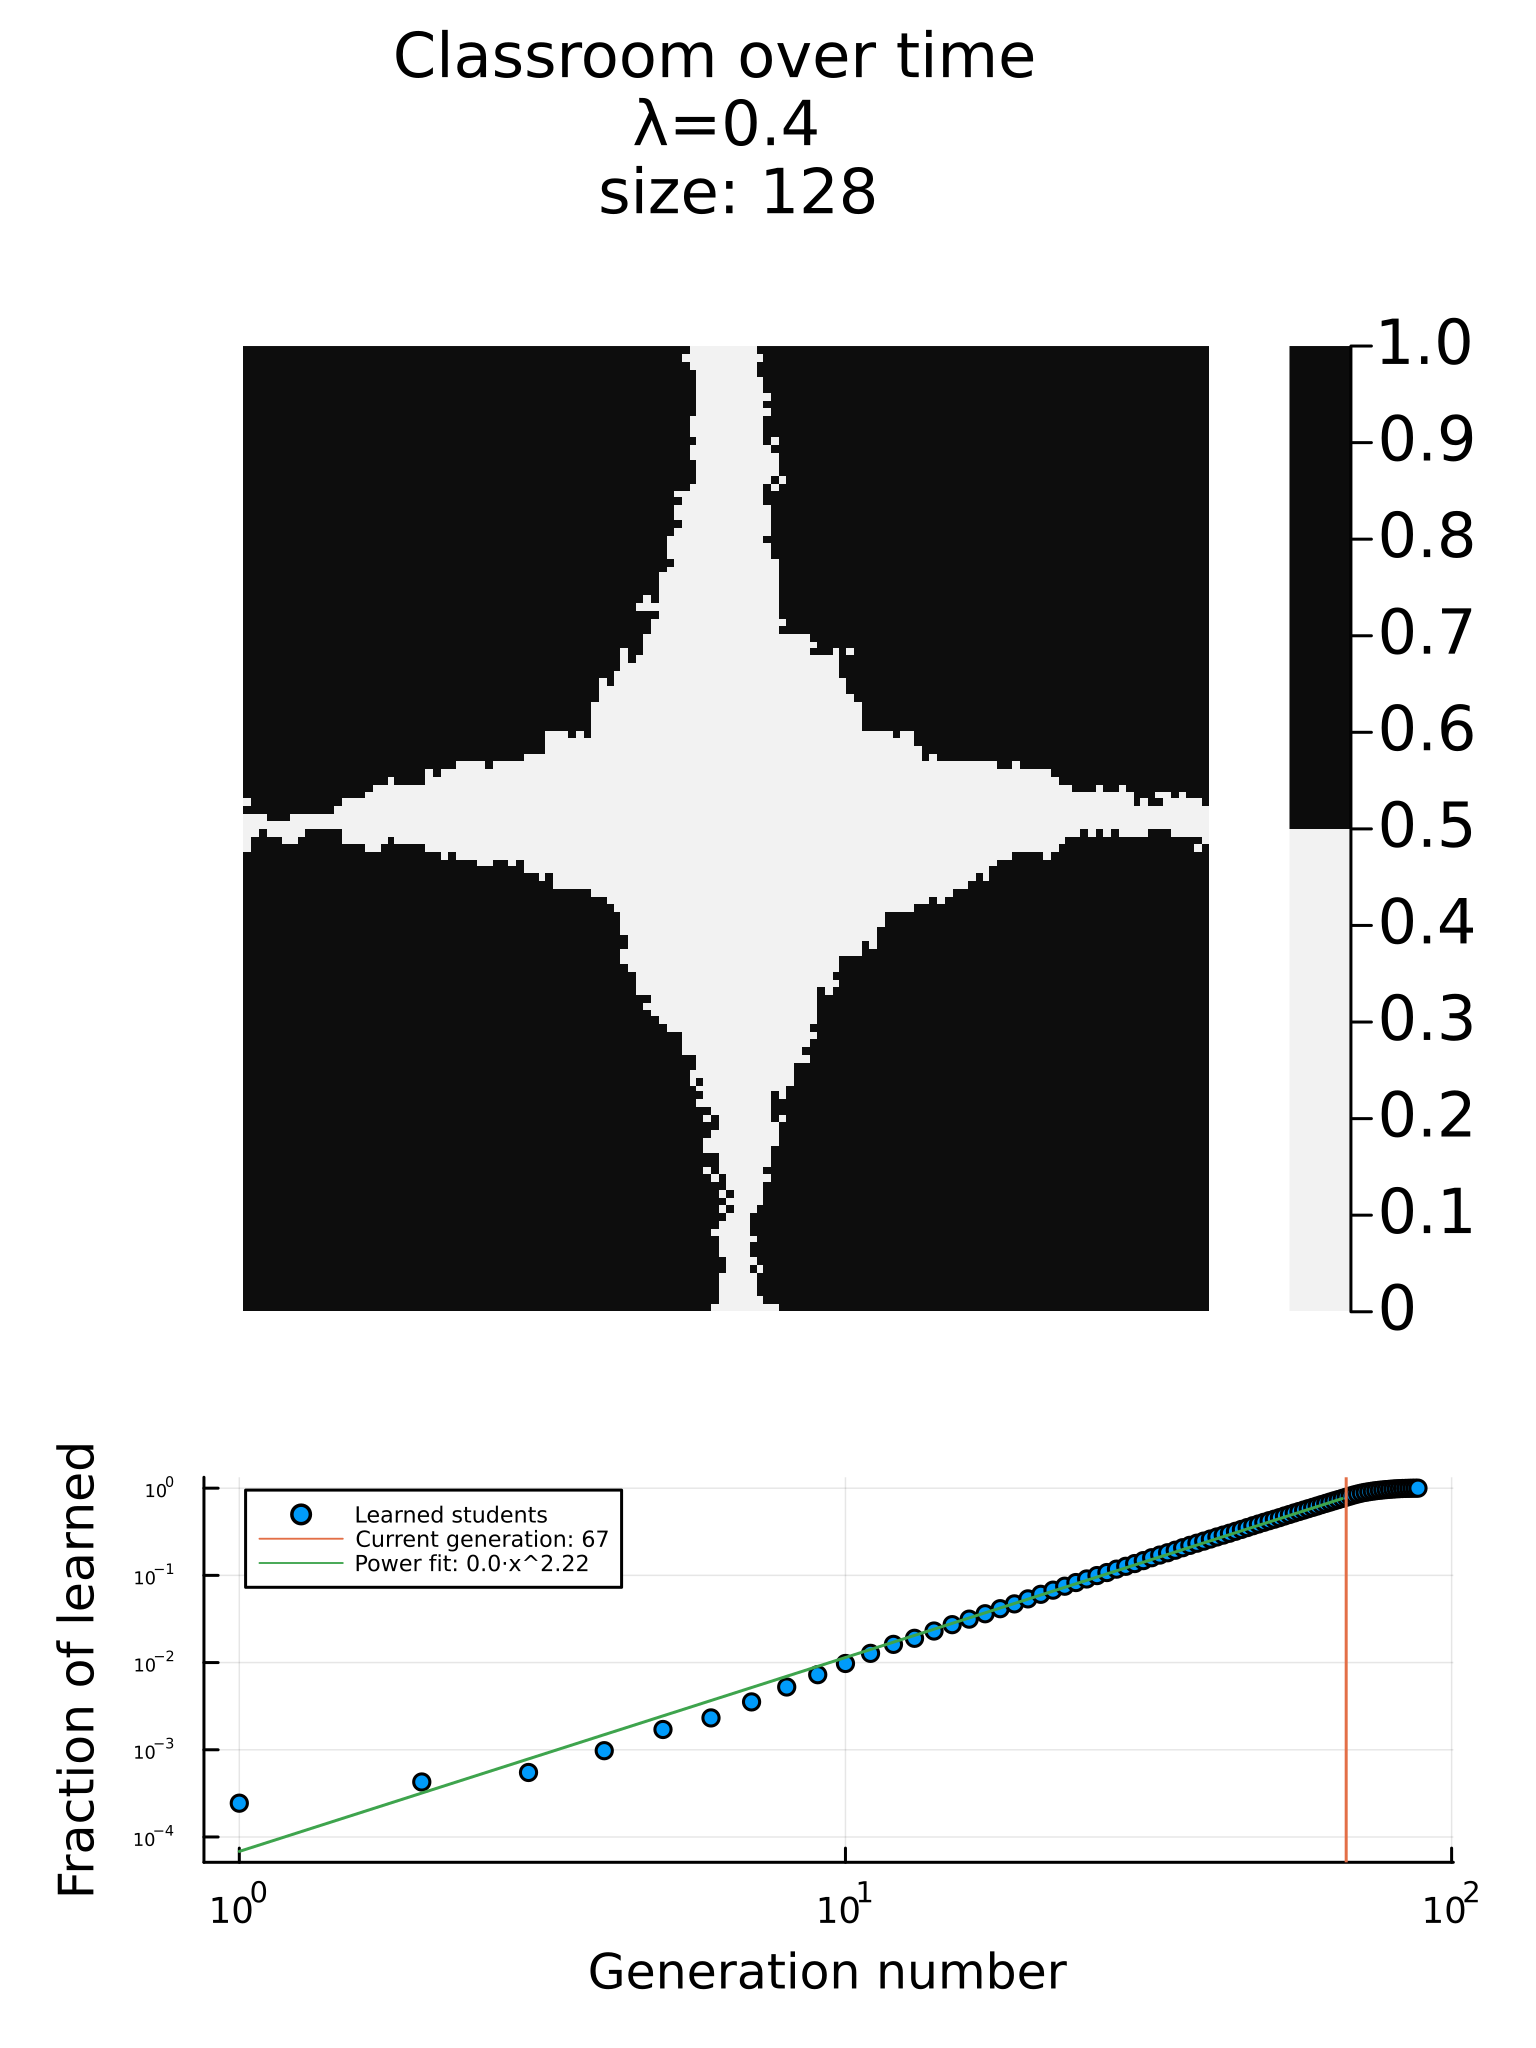 Classroom over time
λ=0.4
size: 128
1.0
0.9
0.8
0.7
0.6
0.5
0.4
0.3
0.2
0.1
0
Fraction of learned
10^0
10^-1
10^-2
10^-3
10^-4
Learned students
Current generation: 67
Power fit: 0.0·x^2.22
10^0 10^1 10^2
Generation number